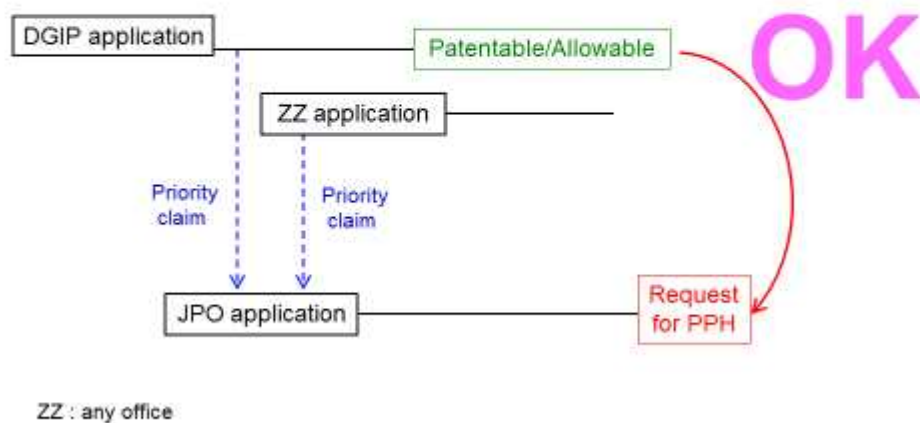 DGIP application
Patentable/Allowable
OK
ZZ application
Priority
claim
Priority
claim
JPO application
Request
for PPH
ZZ : any office